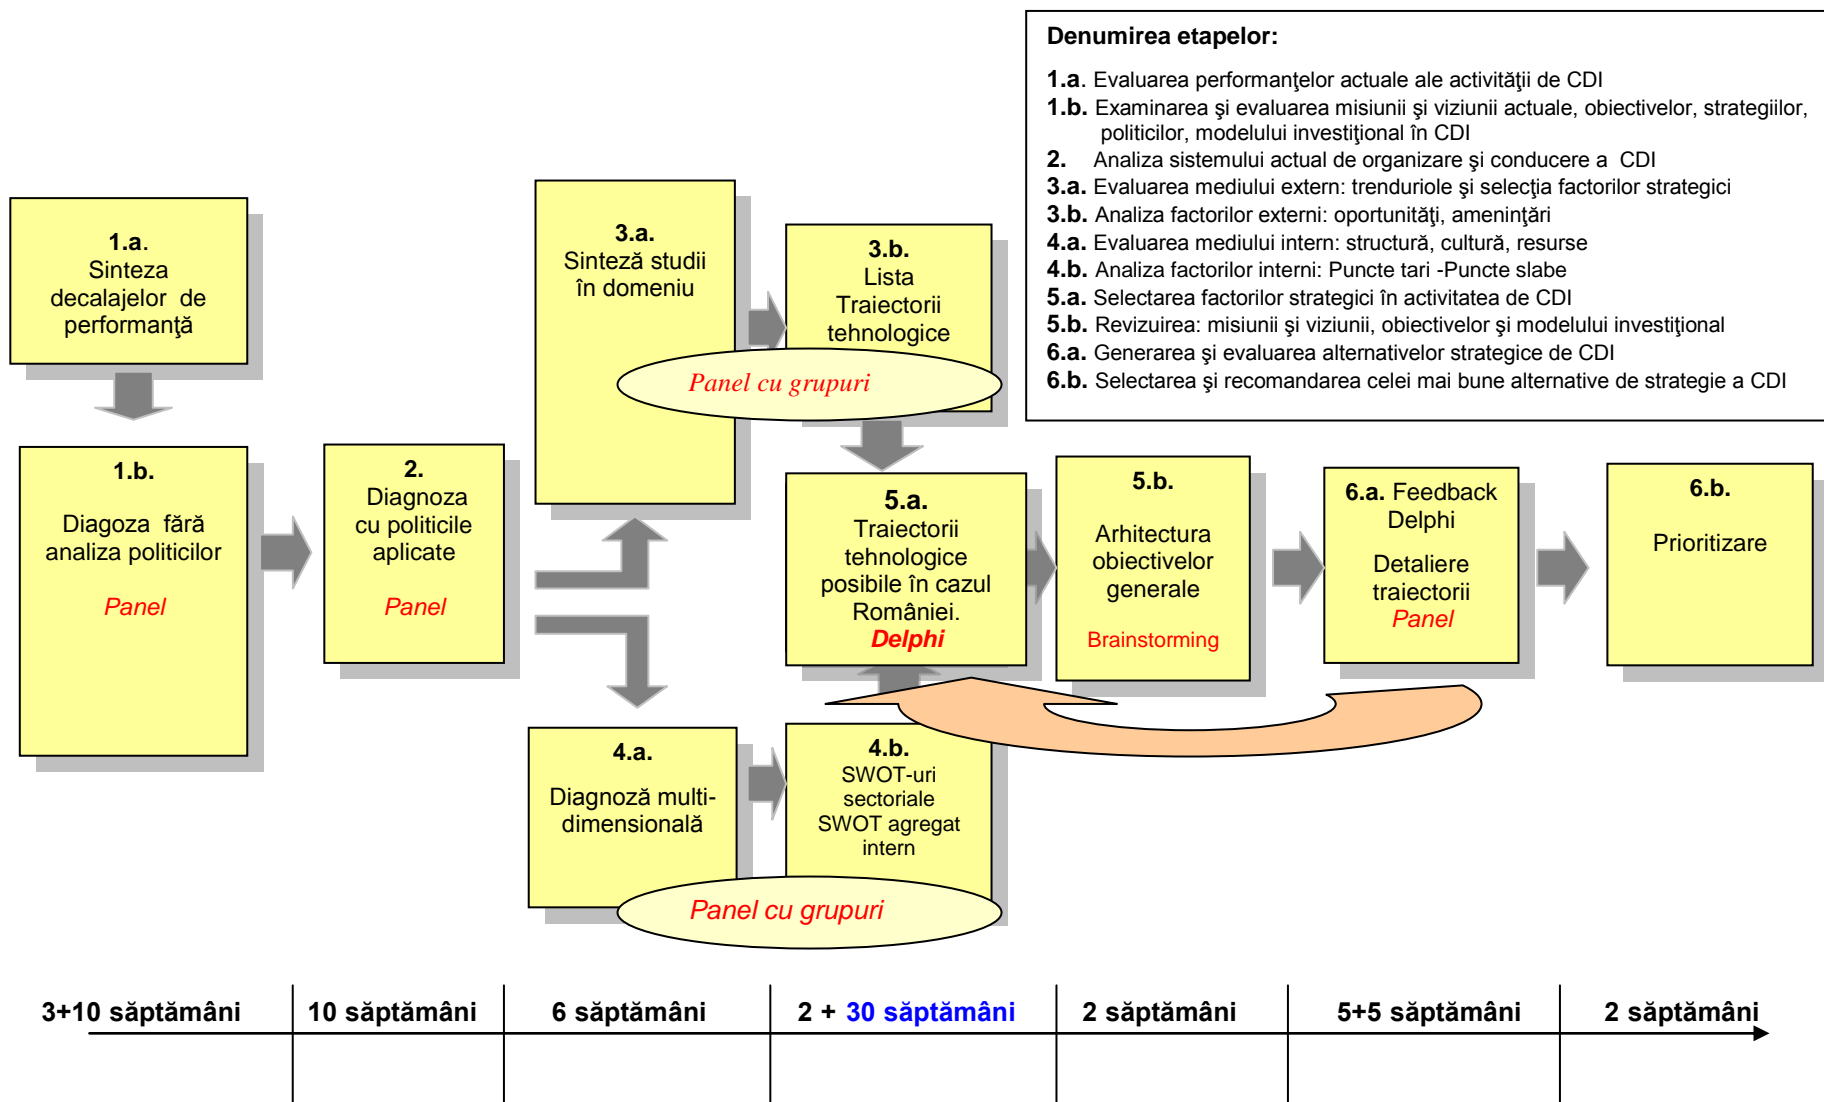 Denumirea etapelor:
1.a. Evaluarea performanţelor actuale ale activităţii de CDI
1.b. Examinarea şi evaluarea misiunii şi viziunii actuale, obiectivelor, strategiilor,
politicilor, modelului investiţional în CDI
2. Analiza sistemului actual de organizare şi conducere a CDI
3.a. Evaluarea mediului extern: trenduriole şi selecţia factorilor strategici
3.b. Analiza factorilor externi: oportunităţi, ameninţări
4.a. Evaluarea mediului intern: structură, cultură, resurse
4.b. Analiza factorilor interni: Puncte tari -Puncte slabe
5.a. Selectarea factorilor strategici în activitatea de CDI
5.b. Revizuirea: misiunii şi viziunii, obiectivelor şi modelului investiţional
6.a. Generarea şi evaluarea alternativelor strategice de CDI
6.b. Selectarea şi recomandarea celei mai bune alternative de strategie a CDI
1.a.
Sinteza
decalajelor de
performanţă
1.b.
Diagoza fără
analiza politicilor
Panel
2.
Diagnoza
cu politicile
aplicate
Panel
3.a.
Sinteză studii
în domeniu
3.b.
Lista
Traiectorii
tehnologice
Panel cu grupuri
4.a.
Diagnoză multi-
dimensională
4.b.
SWOT-uri
sectoriale
SWOT agregat
intern
Panel cu grupuri
5.a.
Traiectorii
tehnologice
posibile în cazul
României.
Delphi
5.b.
Arhitectura
obiectivelor
generale
Brainstorming
6.a. Feedback
Delphi
Detaliere
traiectorii
Panel
6.b.
Prioritizare
3+10 săptămâni
10 săptămâni
6 săptămâni
2 + 30 săptămâni
2 săptămâni
5+5 săptămâni
2 săptămâni